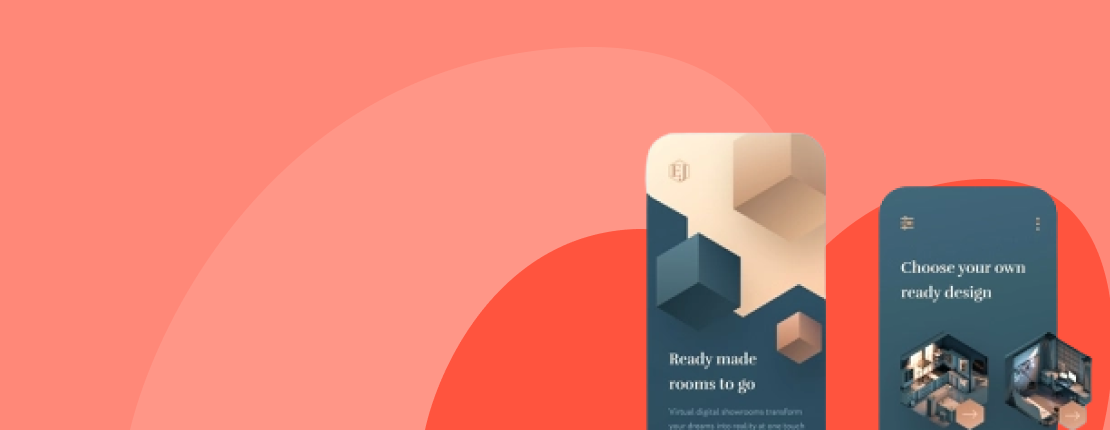 EJ
Ready made
rooms to go
Virtual digital showrooms transform
your dreams into reality at one touch
Choose your own
ready design